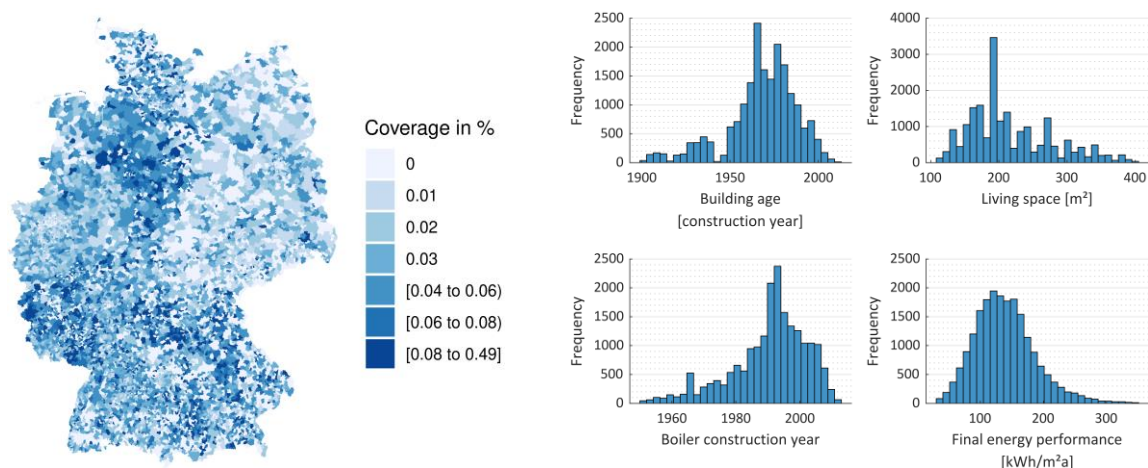 Coverage in %
0
0.01
0.02
0.03
[0.04 to 0.06)
[0.06 to 0.08)
[0.08 to 0.49]
2500
2000
1500
1000
500
0
Frequency
1900
1950
2000
Building age
[construction year]
4000
3000
2000
1000
0
Frequency
100
200
300
400
Living space [m²]
2500
2000
1500
1000
500
0
Frequency
1960
1980
2000
Boiler construction year
2500
2000
1500
1000
500
0
Frequency
100
200
300
Final energy performance
[kWh/m²a]